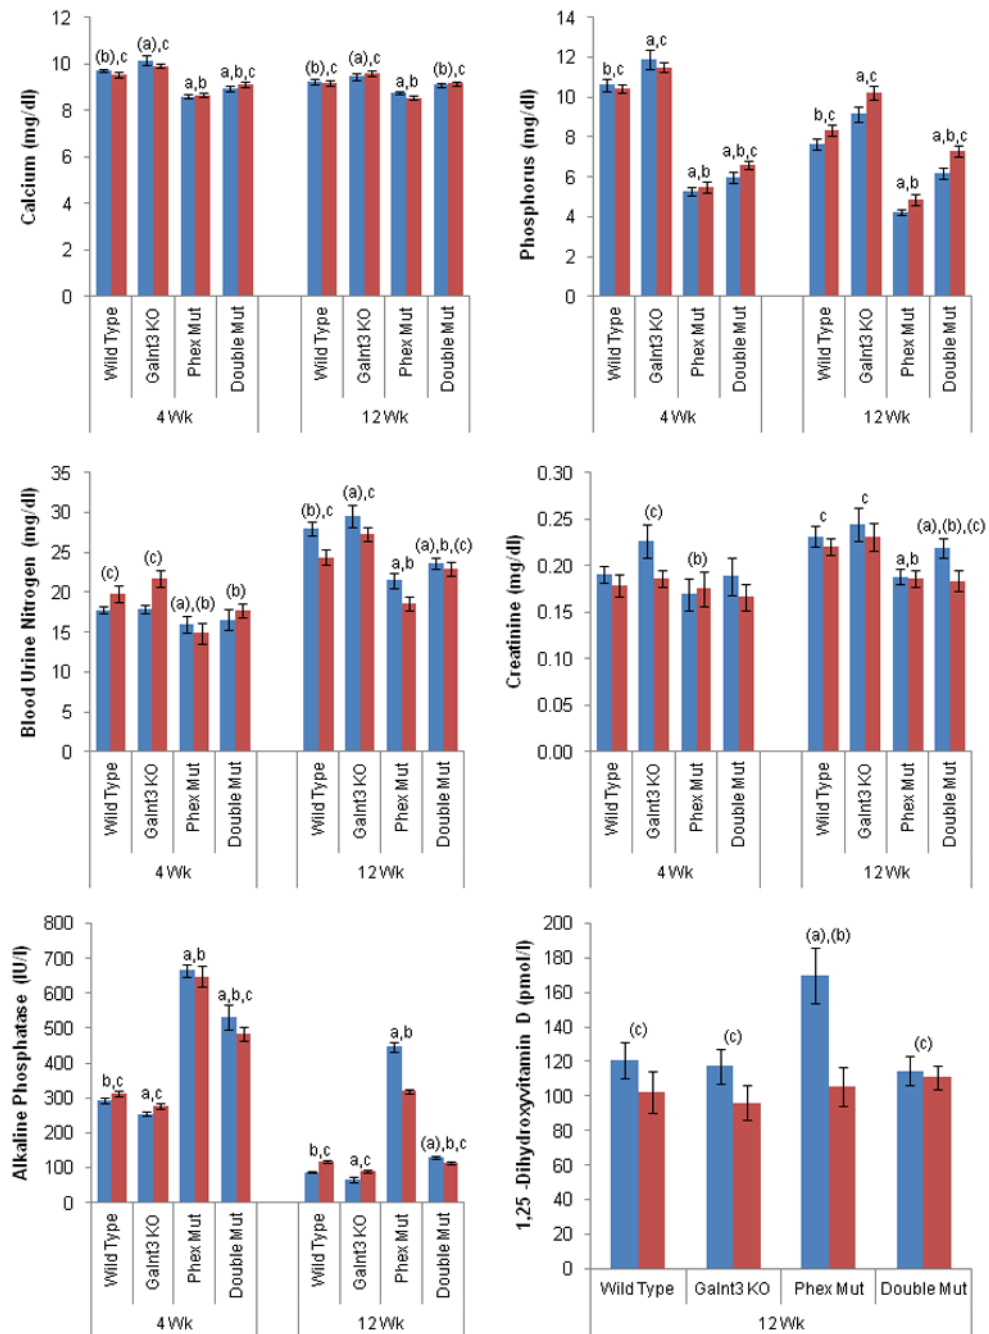 Calcium (mg/dl)
12
10
8
6
4
2
0
(b),c
(a),c
a,b
a,b,c
(b),c
(a),c
a,b
(b),c
Wild Type
Galnt3 KO
Phex Mut
Double Mut
Wild Type
Galnt3 KO
Phex Mut
Double Mut
4 Wk
12 Wk
Phosphorus (mg/dl)
14
12
10
8
6
4
2
0
b,c
a,c
a,b
a,b,c
b,c
a,c
a,b
a,b,c
Wild Type
Galnt3 KO
Phex Mut
Double Mut
Wild Type
Galnt3 KO
Phex Mut
Double Mut
4 Wk
12 Wk
Blood Urine Nitrogen (mg/dl)
35
30
25
20
15
10
5
0
(c)
(c)
(a),(b)
(b)
(b),c
(a),c
a,b
(a),b,(c)
Wild Type
Galnt3 KO
Phex Mut
Double Mut
Wild Type
Galnt3 KO
Phex Mut
Double Mut
4 Wk
12 Wk
Creatinine (mg/dl)
0.30
0.25
0.20
0.15
0.10
0.05
0.00
(c)
(b)
c
c
a,b
(a),(b),(c)
Wild Type
Galnt3 KO
Phex Mut
Double Mut
Wild Type
Galnt3 KO
Phex Mut
Double Mut
4 Wk
12 Wk
Alkaline Phosphatase (IU/l)
800
700
600
500
400
300
200
100
0
b,c
a,c
a,b
a,b,c
b,c
a,c
a,b
(a),b,c
Wild Type
Galnt3 KO
Phex Mut
Double Mut
Wild Type
Galnt3 KO
Phex Mut
Double Mut
4 Wk
12 Wk
1,25 -Dihydroxyvitamin D (pmol/l)
200
180
160
140
120
100
80
60
40
20
0
(c)
(c)
(a),(b)
(c)
Wild Type
Galnt3 KO
Phex Mut
Double Mut
12 Wk